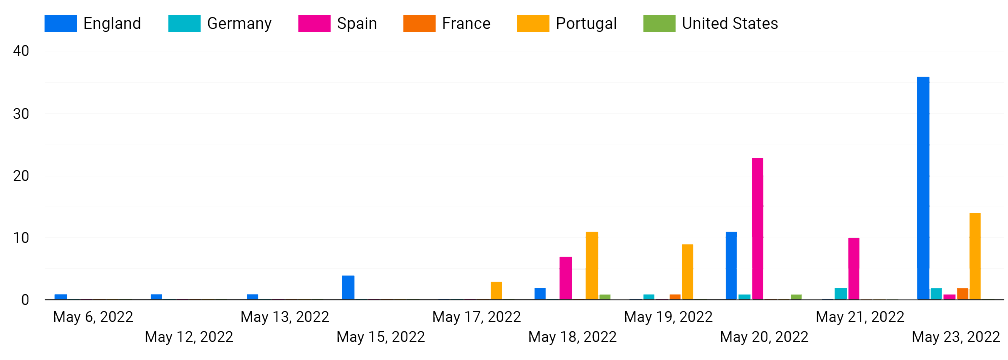 England Germany Spain France Portugal United States
40
30
20
10
0
May 6, 2022 May 13, 2022 May 17, 2022 May 19, 2022 May 21, 2022
May 12, 2022 May 15, 2022 May 18, 2022 May 20, 2022 May 23, 2022